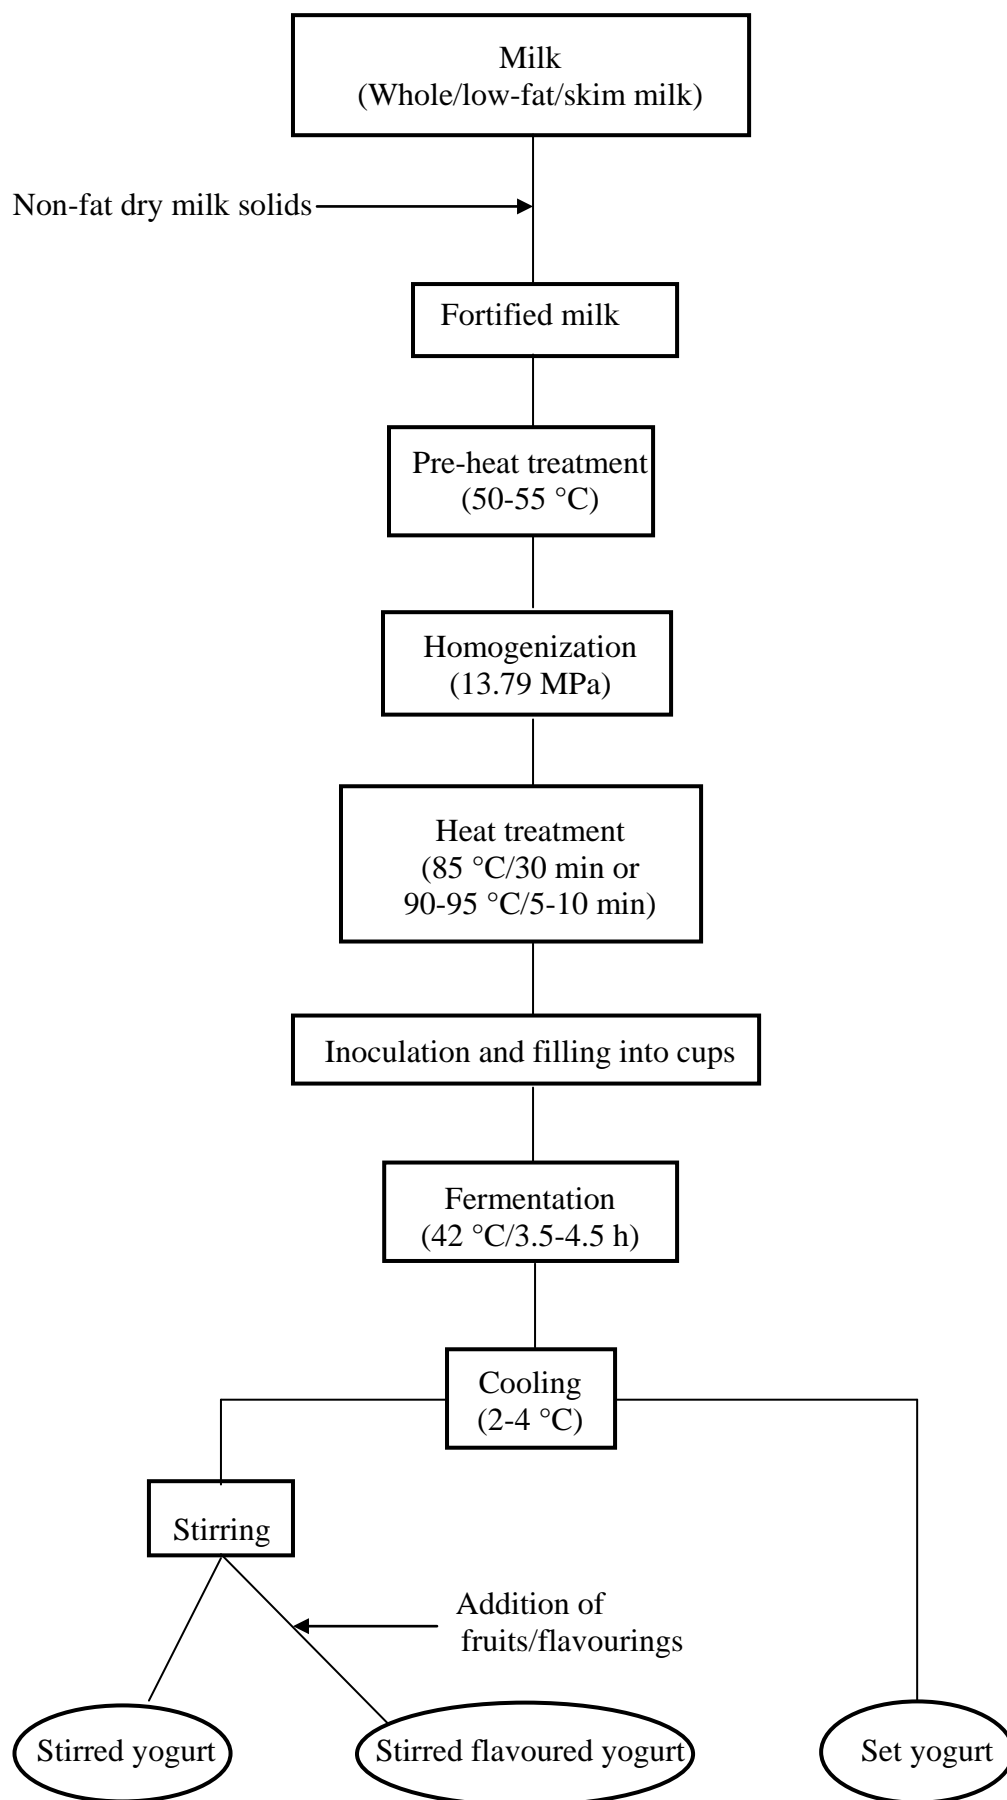 Milk
(Whole/low-fat/skim milk)
Non-fat dry milk solids
Fortified milk
Pre-heat treatment
(50-55 °C)
Homogenization
(13.79 MPa)
Heat treatment
(85 °C/30 min or
90-95 °C/5-10 min)
Inoculation and filling into cups
Fermentation
(42 °C/3.5-4.5 h)
Cooling
(2-4 °C)
Stirring
Addition of
fruits/flavourings
Stirred yogurt
Stirred flavoured yogurt
Set yogurt